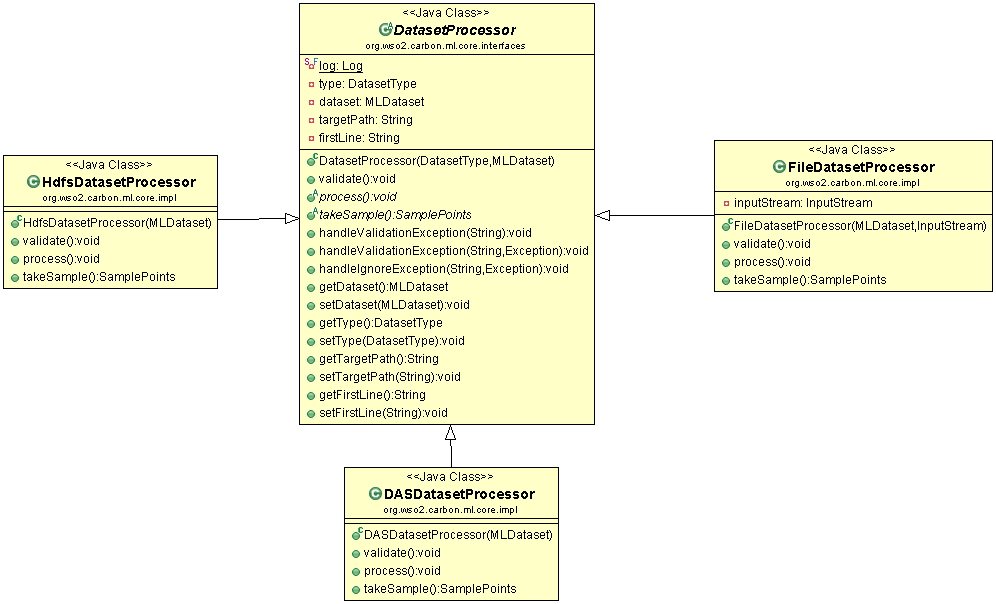 <<Java Class>>
DatasetProcessor
org.wso2.carbon.ml.core.interfaces
log: Log
type: DatasetType
dataset: MLDataset
targetPath: String
firstLine: String
DatasetProcessor(DatasetType,MLDataset)
validate():void
process():void
takeSample():SamplePoints
handleValidationException(String):void
handleValidationException(String,Exception):void
handleIgnoreException(String,Exception):void
getDataset():MLDataset
setDataset(MLDataset):void
getType():DatasetType
setType(DatasetType):void
getTargetPath():String
setTargetPath(String):void
getFirstLine():String
setFirstLine(String):void
<<Java Class>>
HdfsDatasetProcessor
org.wso2.carbon.ml.core.impl
HdfsDatasetProcessor(MLDataset)
validate():void
process():void
takeSample():SamplePoints
<<Java Class>>
FileDatasetProcessor
org.wso2.carbon.ml.core.impl
inputStream: InputStream
FileDatasetProcessor(MLDataset,InputStream)
validate():void
process():void
takeSample():SamplePoints
<<Java Class>>
DASDatasetProcessor
org.wso2.carbon.ml.core.impl
DASDatasetProcessor(MLDataset)
validate():void
process():void
takeSample():SamplePoints